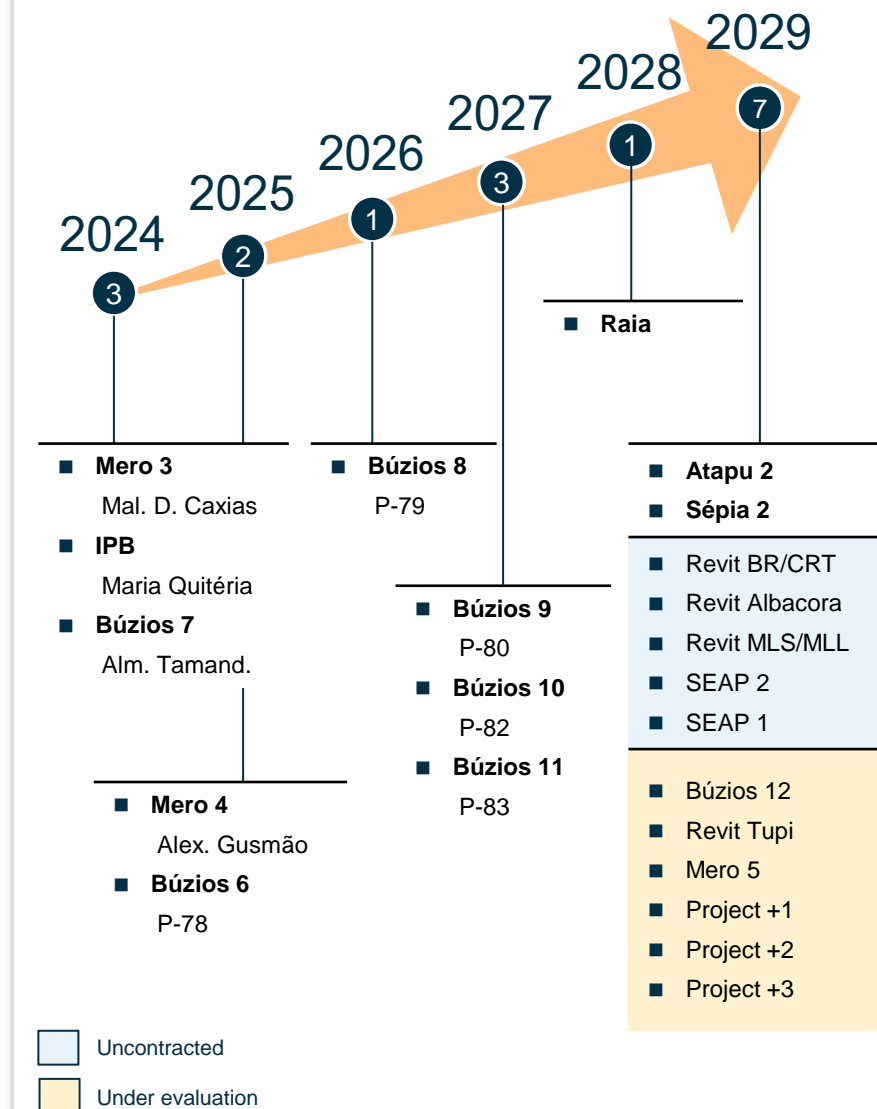 2024
3
2025
2
2026
1
2027
3
2028
1
2029
7
Mero 3
Mal. D. Caxias
IPB
Maria Quitéria
Búzios 7
Alm. Tamand.
Mero 4
Alex. Gusmão
Búzios 6
P-78
Búzios 8
P-79
Búzios 9
P-80
Búzios 10
P-82
Búzios 11
P-83
Raia
Atapu 2
Sépia 2
Revit BR/CRT
Revit Albacora
Revit MLS/MLL
SEAP 2
SEAP 1
Búzios 12
Revit Tupi
Mero 5
Project +1
Project +2
Project +3
Uncontracted
Under evaluation